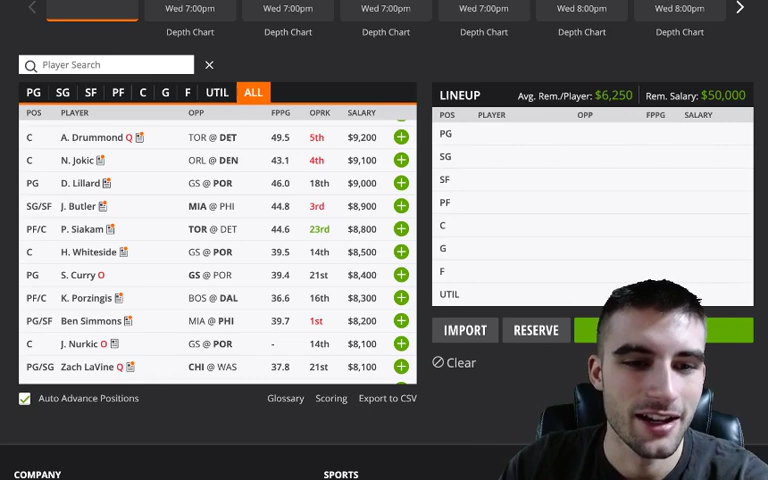 Wed 7:00pm Wed 7:00pm Wed 7:00pm Wed 7:00pm Wed 8:00pm Wed 8:00pm
Depth Chart Depth Chart Depth Chart Depth Chart Depth Chart Depth Chart
Player Search
PG SG SF PF C G F UTIL ALL
POS PLAYER OPP FPPG OPRK SALARY
C A. Drummond Q TOR @ DET 49.5 5th $9,200
C N. Jokic ORL @ DEN 43.1 4th $9,100
PG D. Lillard GS @ POR 46.0 18th $9,000
SG/SF J. Butler MIA @ PHI 44.8 3rd $8,900
PF/C P. Siakam TOR @ DET 44.6 23rd $8,800
C H. Whiteside GS @ POR 39.5 14th $8,500
PG S. Curry O GS @ POR 39.4 21st $8,400
PF/C K. Porzingis BOS @ DAL 36.6 16th $8,300
PG/SF Ben Simmons MIA @ PHI 39.7 1st $8,200
C J. Nurkic O GS @ POR - 14th $8,100
PG/SG Zach LaVine Q CHI @ WAS 37.8 21st $8,100
Auto Advance Positions Glossary Scoring Export to CSV
LINEUP Avg. Rem./Player: $6,250 Rem. Salary: $50,000
POS PLAYER OPP FPPG SALARY
PG
SG
SF
PF
C
G
F
UTIL
IMPORT RESERVE
Clear
COMPANY SPORTS